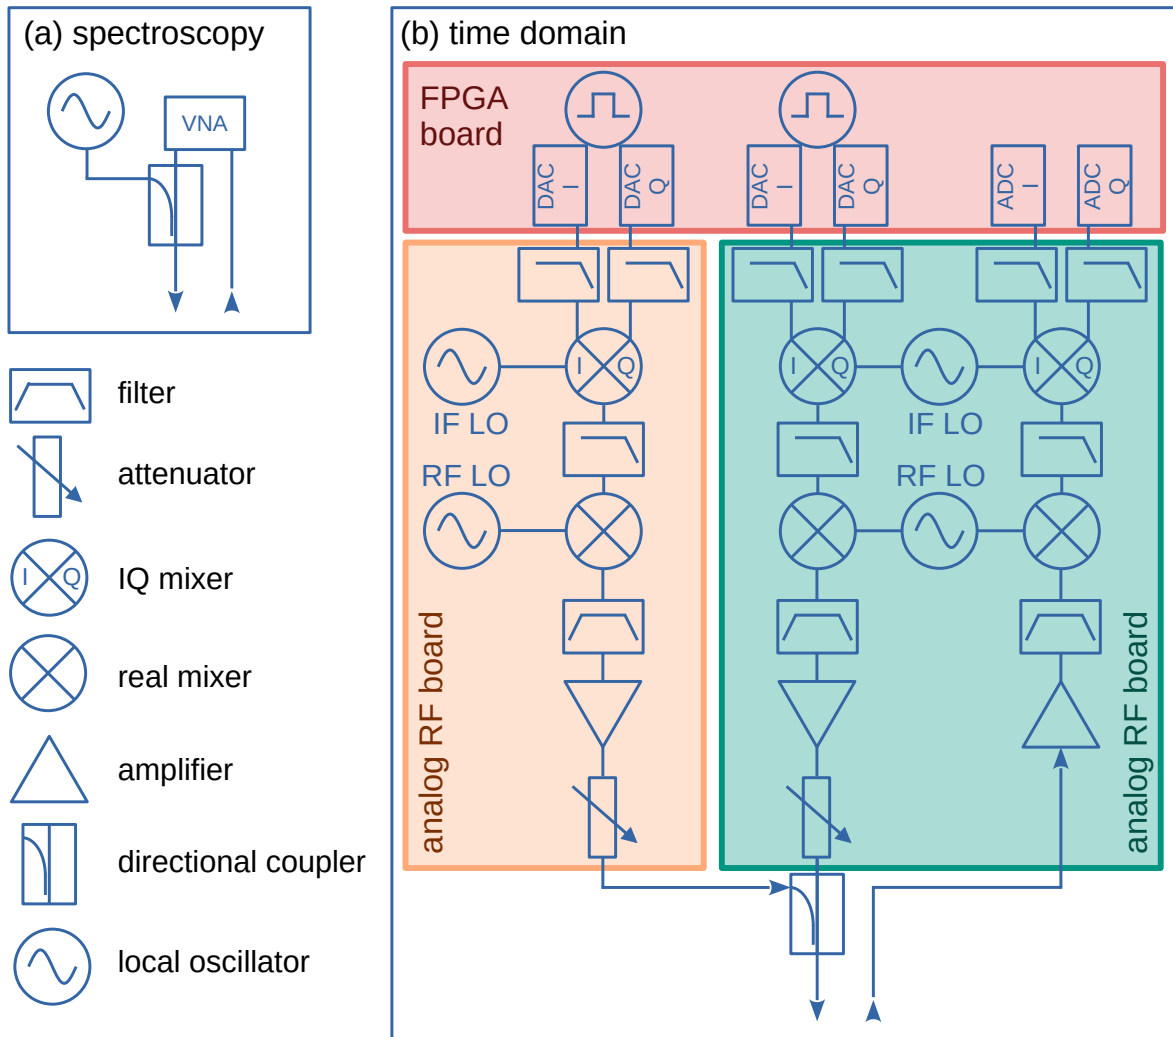 (a) spectroscopy
VNA
filter
attenuator
I Q
IQ mixer
real mixer
amplifier
directional coupler
local oscillator
(b) time domain
FPGA
board
DAC
I
DAC
Q
DAC
I
DAC
Q
ADC
I
ADC
Q
I Q
IF LO
RF LO
analog RF board
I Q
IF LO
I Q
RF LO
analog RF board